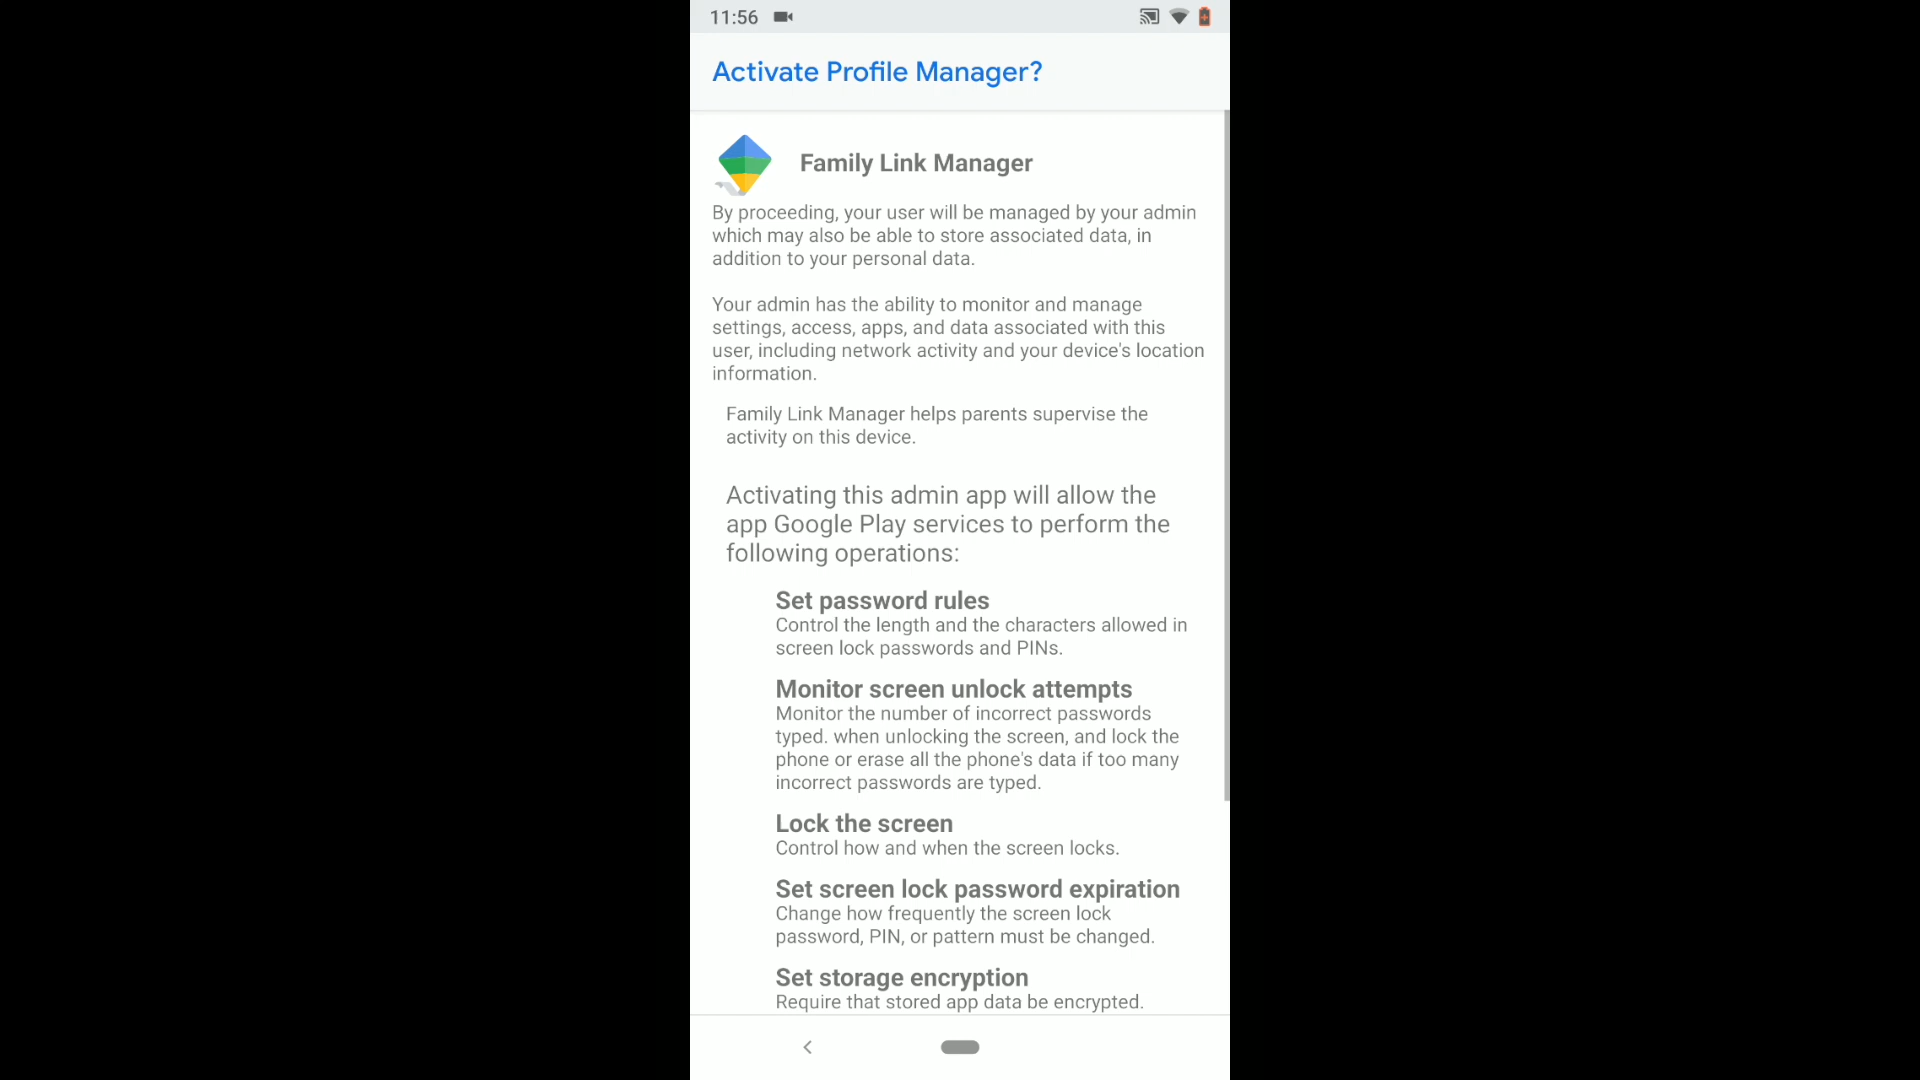 11:56
Activate Profile Manager?
Family Link Manager
By proceeding, your user will be managed by your admin
which may also be able to store associated data, in
addition to your personal data.
Your admin has the ability to monitor and manage
settings, access, apps, and data associated with this
user, including network activity and your device's location
information.
Family Link Manager helps parents supervise the
activity on this device.
Activating this admin app will allow the
app Google Play services to perform the
following operations:
Set password rules
Control the length and the characters allowed in
screen lock passwords and PINs.
Monitor screen unlock attempts
Monitor the number of incorrect passwords
typed. when unlocking the screen, and lock the
phone or erase all the phone's data if too many
incorrect passwords are typed.
Lock the screen
Control how and when the screen locks.
Set screen lock password expiration
Change how frequently the screen lock
password, PIN, or pattern must be changed.
Set storage encryption
Require that stored app data be encrypted.